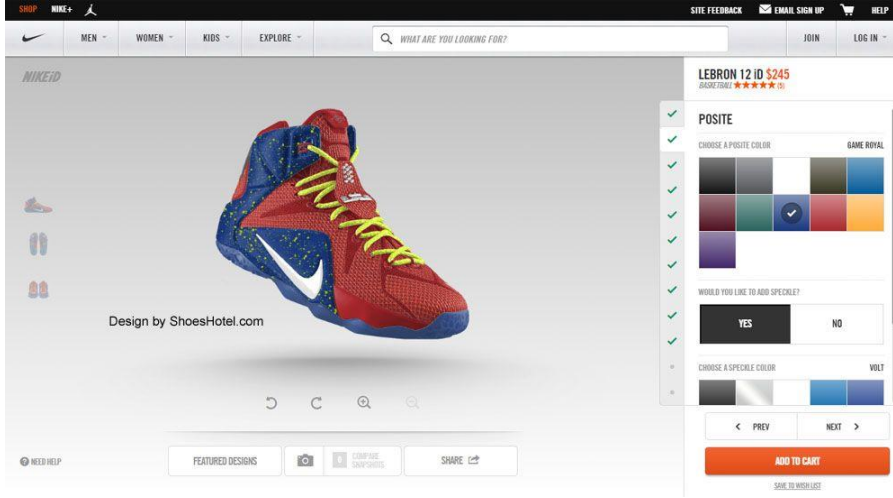 SHOP NIKE+ SITE FEEDBACK EMAIL SIGN UP HELP
MEN WOMEN KIDS EXPLORE WHAT ARE YOU LOOKING FOR? JOIN LOG IN
NIKEiD
LEBRON 12 iD $245
BASKETBALL (5)
POSITE
CHOOSE A POSITE COLOR GAME ROYAL
WOULD YOU LIKE TO ADD SPECKLE?
YES NO
Design by ShoesHotel.com
CHOOSE A SPECKLE COLOR VOLT
PREV NEXT
NEED HELP FEATURED DESIGNS 0 COMPARE SNAPSHOTS SHARE
ADD TO CART
SAVE TO WISH LIST